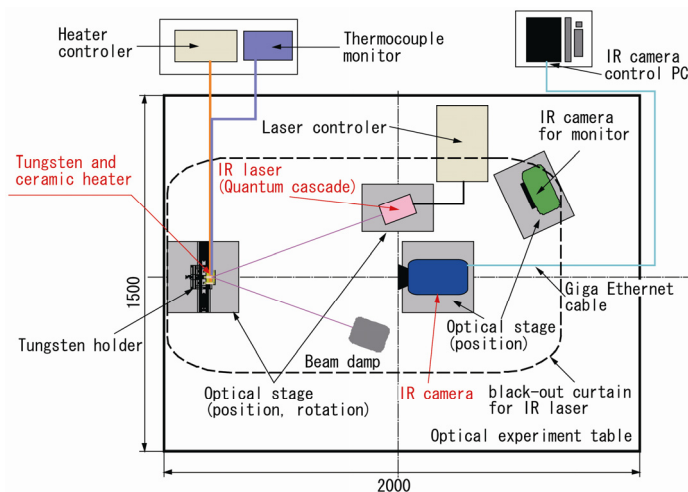 Heater
controler
Thermocouple
monitor
IR camera
control PC
Laser controler
IR camera
for monitor
Tungsten and
ceramic heater
IR laser
(Quantum cascade)
1500
Giga Ethernet
cable
Tungsten holder
Optical stage
(position)
Beam damp
Optical stage
(position, rotation)
IR camera
black-out curtain
for IR laser
Optical experiment table
2000